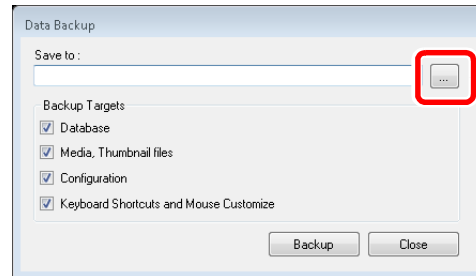 Data Backup
Save to :
...
Backup Targets
Database
Media, Thumbnail files
Configuration
Keyboard Shortcuts and Mouse Customize
Backup Close